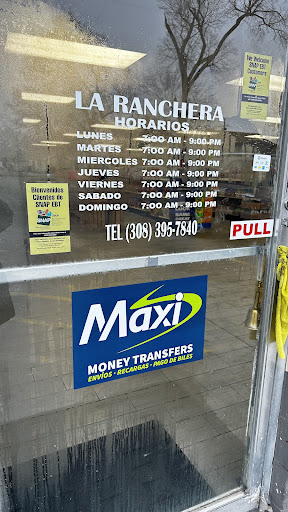 LA RANCHERA
HORARIOS
LUNES 7:00 AM - 9:00 PM
MARTES 7:00 AM - 9:00 PM
MIERCOLES 7:00 AM - 9:00 PM
JUEVES 7:00 AM - 9:00 PM
VIERNES 7:00 AM - 9:00 PM
SABADO 7:00 AM - 9:00 PM
DOMINGO 7:00 AM - 9:00 PM
TEL (308) 395-7840
We Welcome
SNAP EBT
Customers
Bienvenidos
Clientes de
SNAP EBT
PULL
Maxi
MONEY TRANSFERS
ENVÍOS • RECARGAS • PAGO DE BILES